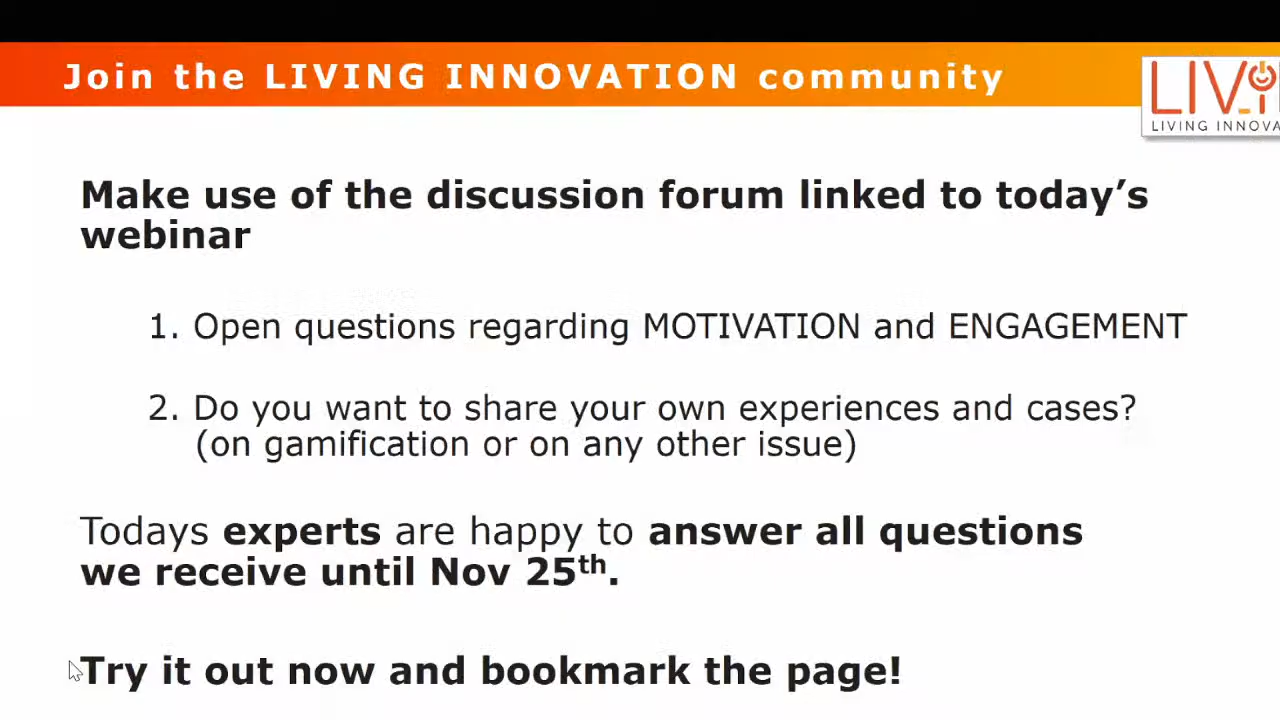 Join the LIVING INNOVATION community
LIVI
LIVING INNOVA
Make use of the discussion forum linked to today’s
webinar
1. Open questions regarding MOTIVATION and ENGAGEMENT
2. Do you want to share your own experiences and cases?
(on gamification or on any other issue)
Todays experts are happy to answer all questions
we receive until Nov 25th.
Try it out now and bookmark the page!